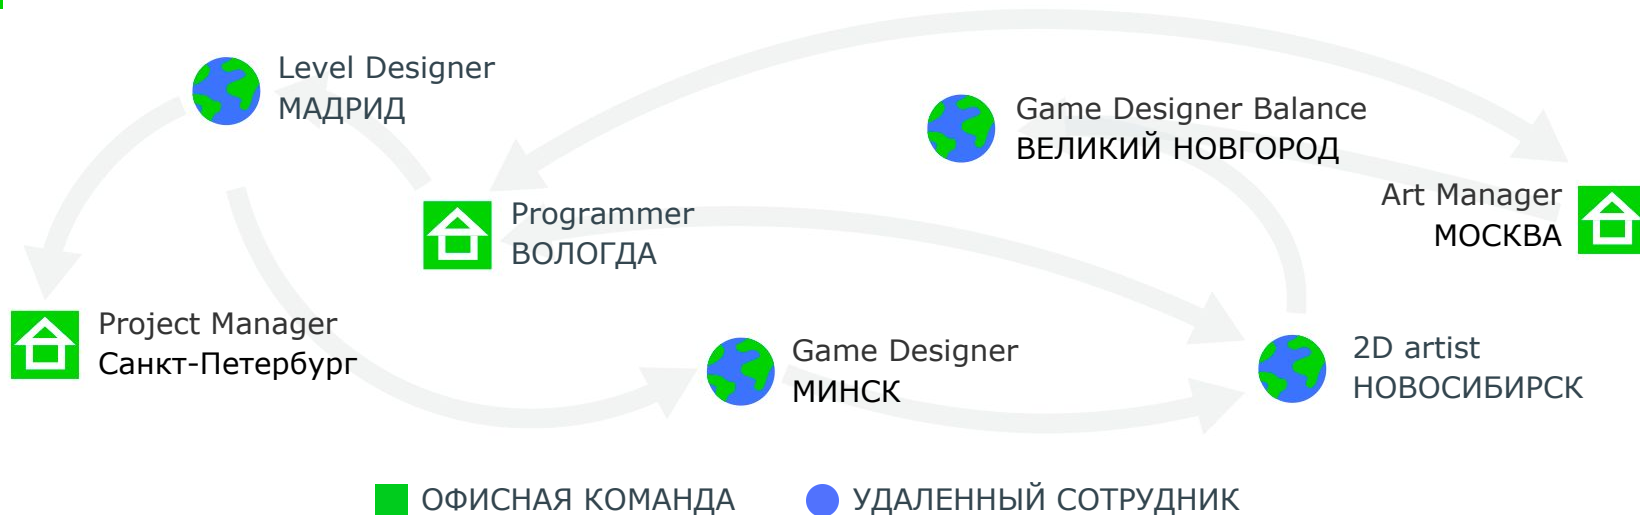 Level Designer
МАДРИД
Game Designer Balance
ВЕЛИКИЙ НОВГОРОД
Art Manager
МОСКВА
Programmer
ВОЛОГДА
Project Manager
Санкт-Петербург
Game Designer
МИНСК
2D artist
НОВОСИБИРСК
ОФИСНАЯ КОМАНДА
УДАЛЕННЫЙ СОТРУДНИК